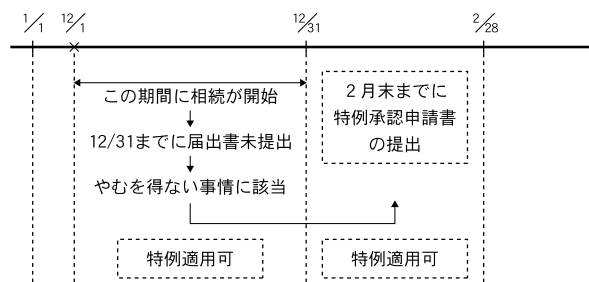 1/1 12/1 12/31 2/28
この期間に相続が開始
12/31までに届出書未提出
やむを得ない事情に該当
2月末までに
特例承認申請書
の提出
特例適用可 特例適用可